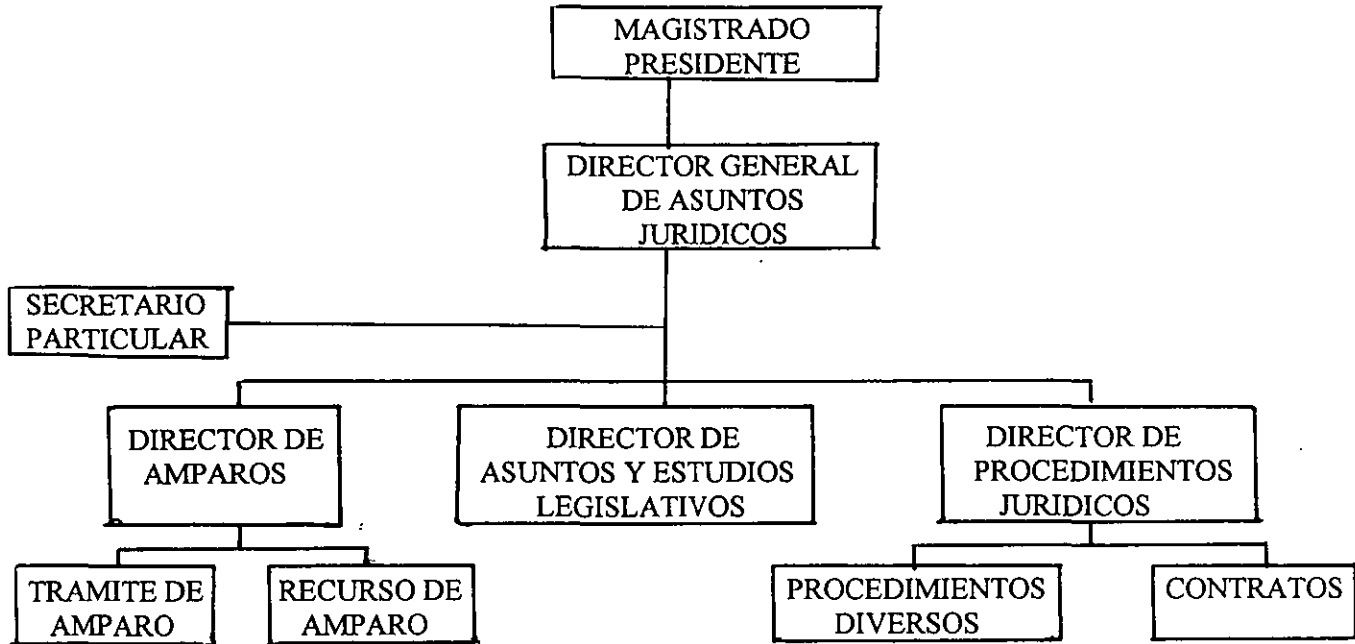 MAGISTRADO
PRESIDENTE
DIRECTOR GENERAL
DE ASUNTOS
JURIDICOS
SECRETARIO
PARTICULAR
DIRECTOR DE
AMPAROS
DIRECTOR DE
ASUNTOS Y ESTUDIOS
LEGISLATIVOS
DIRECTOR DE
PROCEDIMIENTOS
JURIDICOS
TRAMITE DE
AMPARO
RECURSO DE
AMPARO
PROCEDIMIENTOS
DIVERSOS
CONTRATOS